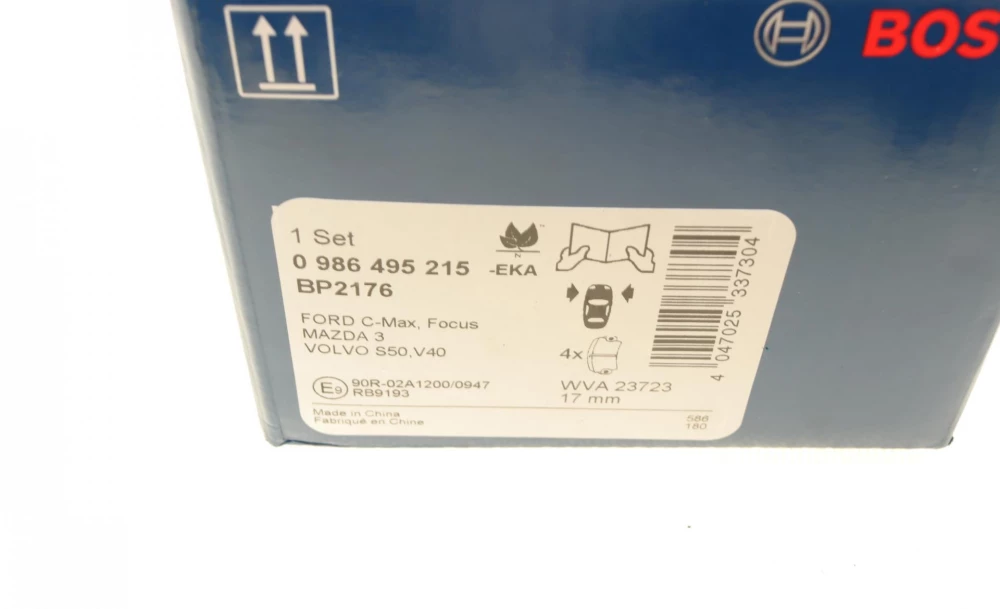 BOS
1 Set
0 986 495 215 -EKA
BP2176
FORD C-Max, Focus
MAZDA 3
VOLVO S50,V40
E9 90R-02A1200/0947
RB9193
Made in China
Fabriqué en Chine
N
4x
WVA 23723
17 mm
586
180
4 047025 337304